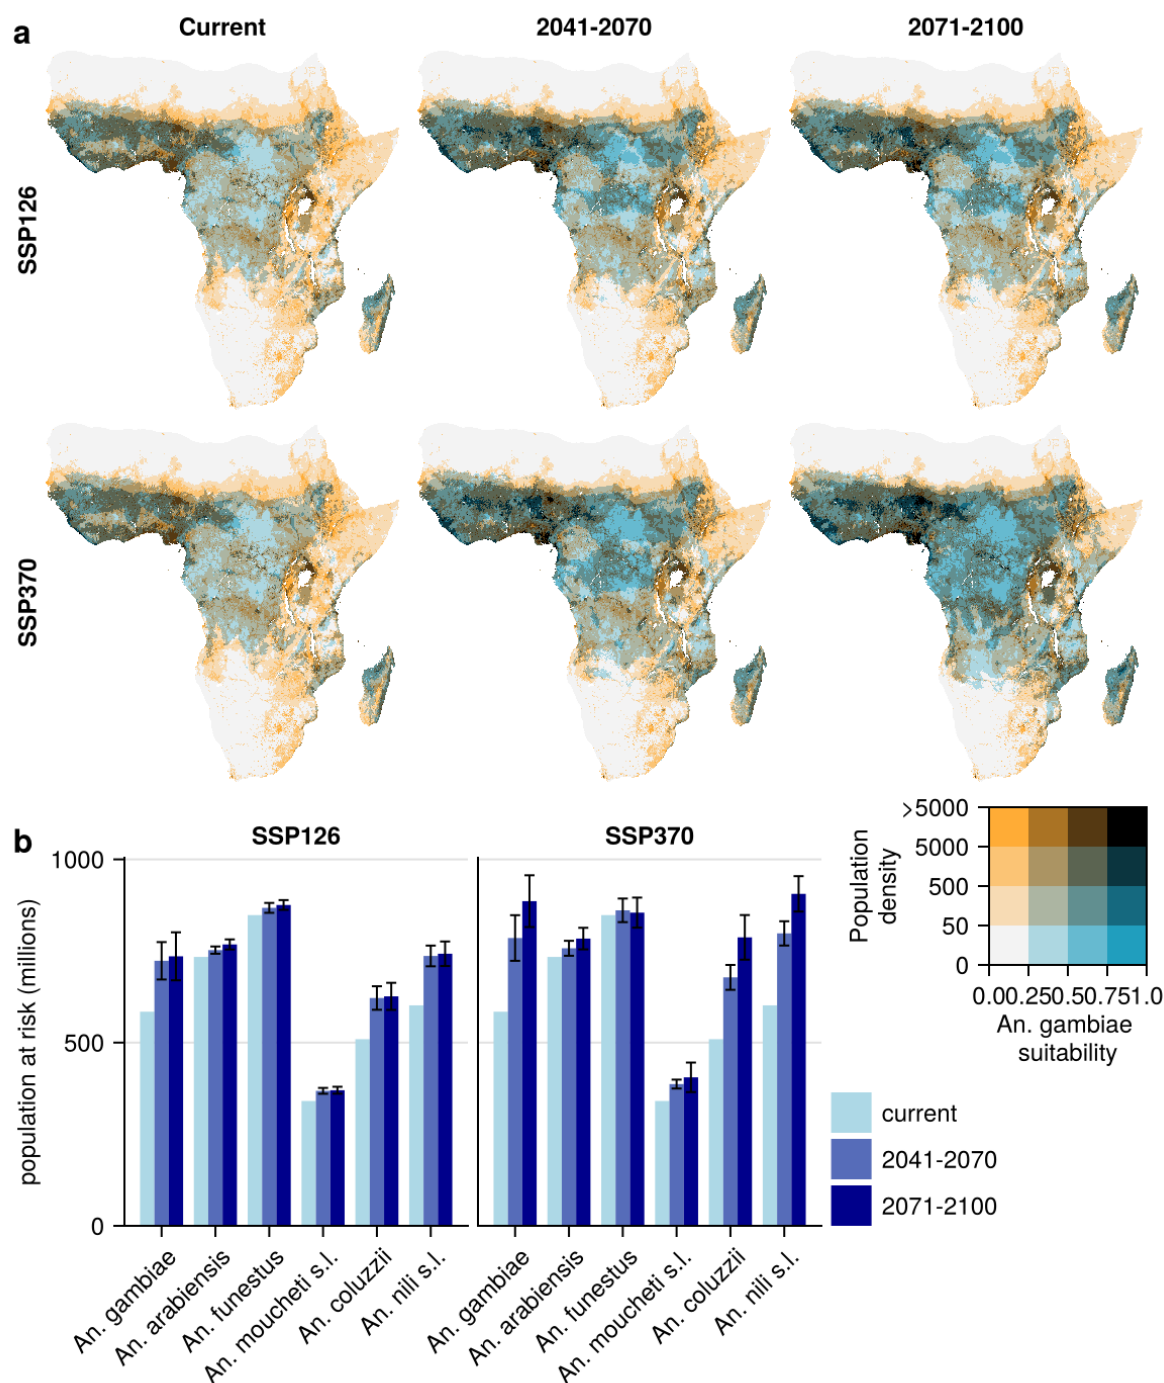 a
Current
2041-2070
2071-2100
SSP126
SSP370
b
SSP126
SSP370
population at risk (millions)
1000
500
0
An. gambiae
An. arabiensis
An. funestus
An. moucheti s.l.
An. coluzzii
An. nili s.l.
An. gambiae
An. arabiensis
An. funestus
An. moucheti s.l.
An. coluzzii
An. nili s.l.
Population
density
>5000
5000
500
50
0
0.00.250.50.751.0
An. gambiae
suitability
current
2041-2070
2071-2100